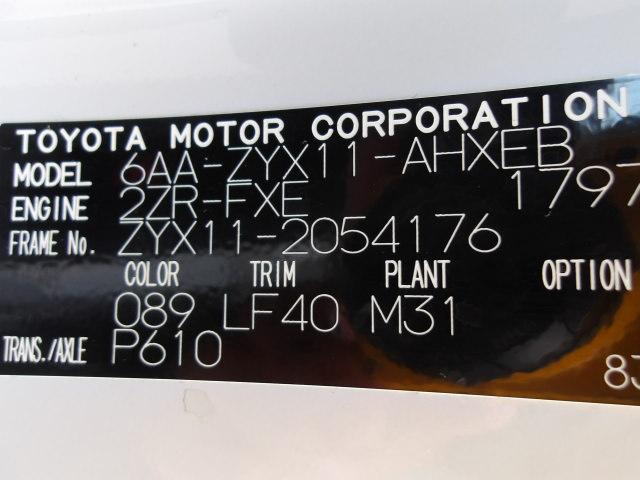 TOYOTA MOTOR CORPORATION
MODEL 6AA-ZYX11-AHXEB
ENGINE 2ZR-FXE 1797
FRAME No. ZYX11-2054176
COLOR TRIM PLANT OPTION
089 LF40 M31
TRANS./AXLE P610
83